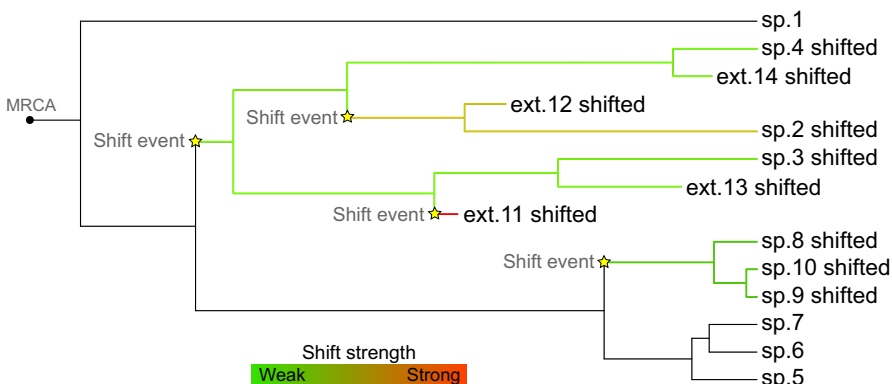 sp.1
sp.4 shifted
ext.14 shifted
MRCA
ext.12 shifted
Shift event
sp.2 shifted
Shift event
sp.3 shifted
ext.13 shifted
Shift event
ext.11 shifted
sp.8 shifted
Shift event
sp.10 shifted
sp.9 shifted
sp.7
Shift strength
sp.6
Weak Strong
sp.5